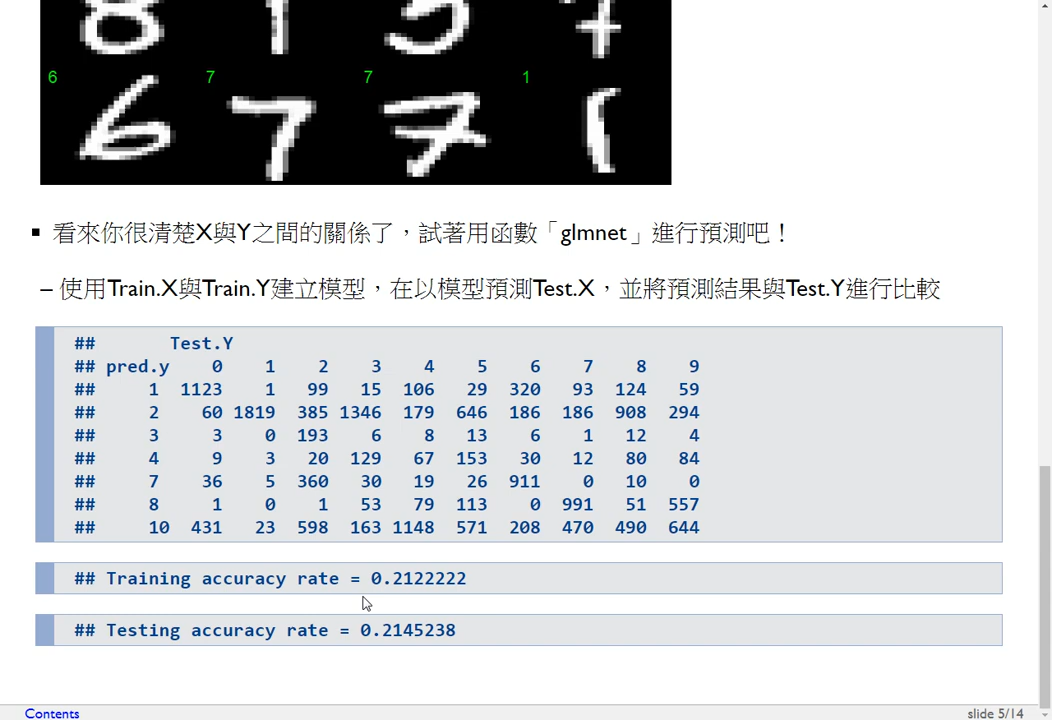 8 1 5 7
6 7 7 1
6 7 7 1
▪ 看來你很清楚X與Y之間的關係了，試著用函數「glmnet」進行預測吧！
– 使用Train.X與Train.Y建立模型，在以模型預測Test.X，並將預測結果與Test.Y進行比較
## Test.Y
## pred.y 0 1 2 3 4 5 6 7 8 9
## 1 1123 1 99 15 106 29 320 93 124 59
## 2 60 1819 385 1346 179 646 186 186 908 294
## 3 3 0 193 6 8 13 6 1 12 4
## 4 9 3 20 129 67 153 30 12 80 84
## 7 36 5 360 30 19 26 911 0 10 0
## 8 1 0 1 53 79 113 0 991 51 557
## 10 431 23 598 163 1148 571 208 470 490 644
## Training accuracy rate = 0.2122222
## Testing accuracy rate = 0.2145238
Contents slide 5/14